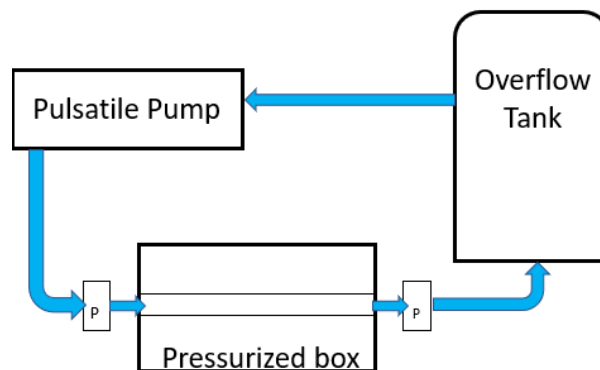 Overflow
Tank
Pulsatile Pump
P
P
Pressurized box